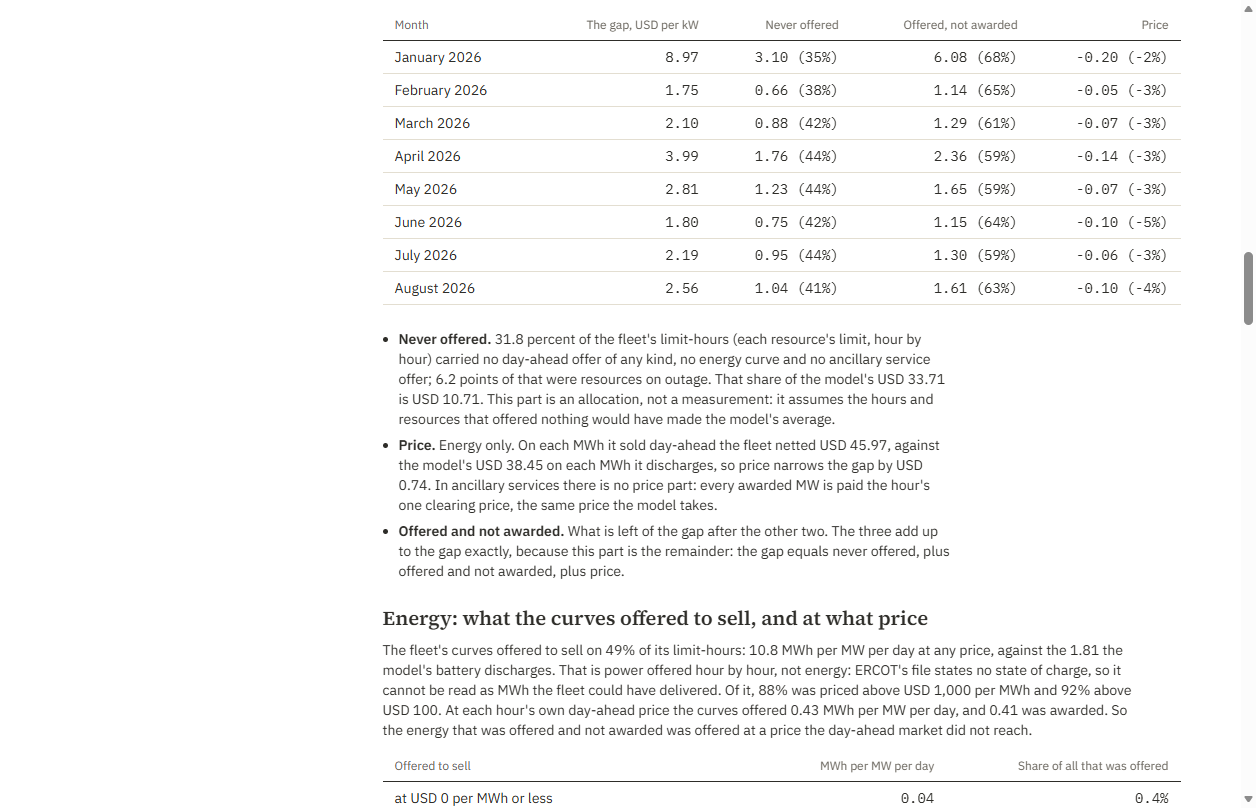 Month The gap, USD per kW Never offered Offered, not awarded Price
January 2026 8.97 3.10 (35%) 6.08 (68%) -0.20 (-2%)
February 2026 1.75 0.66 (38%) 1.14 (65%) -0.05 (-3%)
March 2026 2.10 0.88 (42%) 1.29 (61%) -0.07 (-3%)
April 2026 3.99 1.76 (44%) 2.36 (59%) -0.14 (-3%)
May 2026 2.81 1.23 (44%) 1.65 (59%) -0.07 (-3%)
June 2026 1.80 0.75 (42%) 1.15 (64%) -0.10 (-5%)
July 2026 2.19 0.95 (44%) 1.30 (59%) -0.06 (-3%)
August 2026 2.56 1.04 (41%) 1.61 (63%) -0.10 (-4%)
• Never offered. 31.8 percent of the fleet's limit-hours (each resource's limit, hour by
hour) carried no day-ahead offer of any kind, no energy curve and no ancillary service
offer; 6.2 points of that were resources on outage. That share of the model's USD 33.71
is USD 10.71. This part is an allocation, not a measurement: it assumes the hours and
resources that offered nothing would have made the model's average.
• Price. Energy only. On each MWh it sold day-ahead the fleet netted USD 45.97, against
the model's USD 38.45 on each MWh it discharges, so price narrows the gap by USD
0.74. In ancillary services there is no price part: every awarded MW is paid the hour's
one clearing price, the same price the model takes.
• Offered and not awarded. What is left of the gap after the other two. The three add up
to the gap exactly, because this part is the remainder: the gap equals never offered, plus
offered and not awarded, plus price.
Energy: what the curves offered to sell, and at what price
The fleet's curves offered to sell on 49% of its limit-hours: 10.8 MWh per MW per day at any price, against the 1.81 the
model's battery discharges. That is power offered hour by hour, not energy: ERCOT's file states no state of charge, so it
cannot be read as MWh the fleet could have delivered. Of it, 88% was priced above USD 1,000 per MWh and 92% above
USD 100. At each hour's own day-ahead price the curves offered 0.43 MWh per MW per day, and 0.41 was awarded. So
the energy that was offered and not awarded was offered at a price the day-ahead market did not reach.
Offered to sell MWh per MW per day Share of all that was offered
at USD 0 per MWh or less 0.04 0.4%